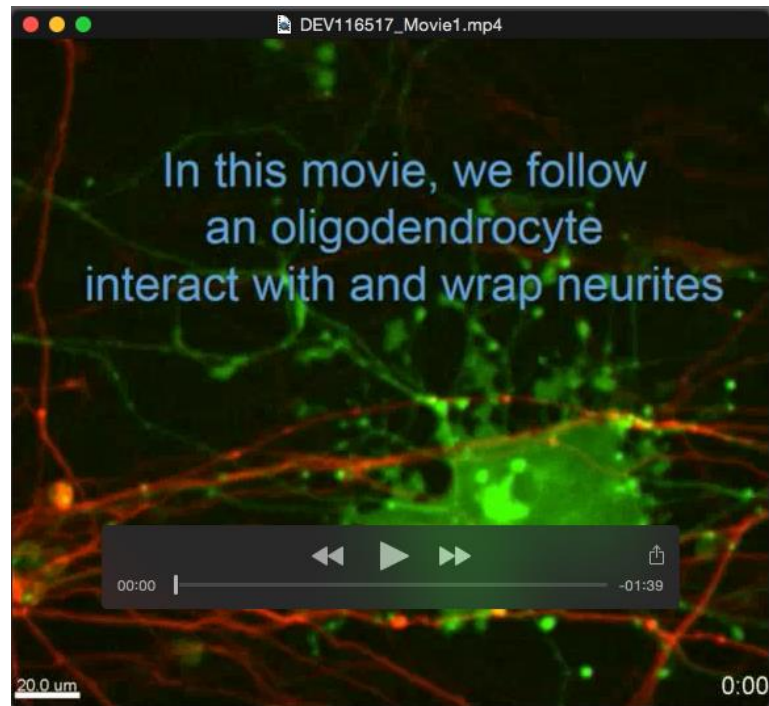 DEV116517_Movie1.mp4
In this movie, we follow
an oligodendrocyte
interact with and wrap neurites
00:00
-01:39
20.0 um
0:00